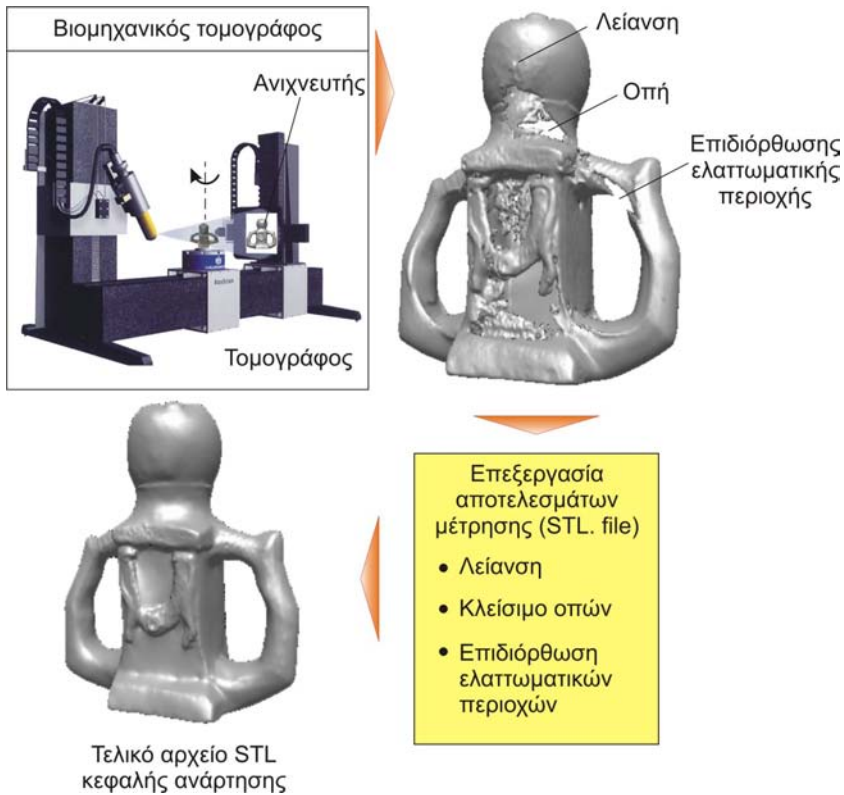 Βιομηχανικός τομογράφος
Ανιχνευτής
Τομογράφος
Λείανση
Οπή
Επιδιόρθωσης
ελαττωματικής
περιοχής
Επεξεργασία
αποτελεσμάτων
μέτρησης (STL. file)
• Λείανση
• Κλείσιμο οπών
• Επιδιόρθωση
ελαττωματικών
περιοχών
Τελικό αρχείο STL
κεφαλής ανάρτησης